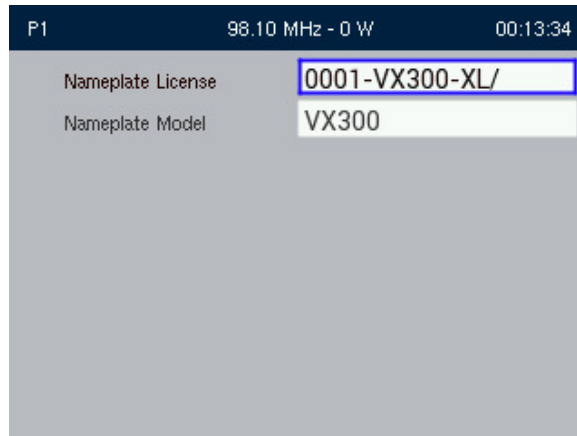 P1 98.10 MHz - 0 W 00:13:34
Nameplate License 0001-VX300-XL/
Nameplate Model VX300